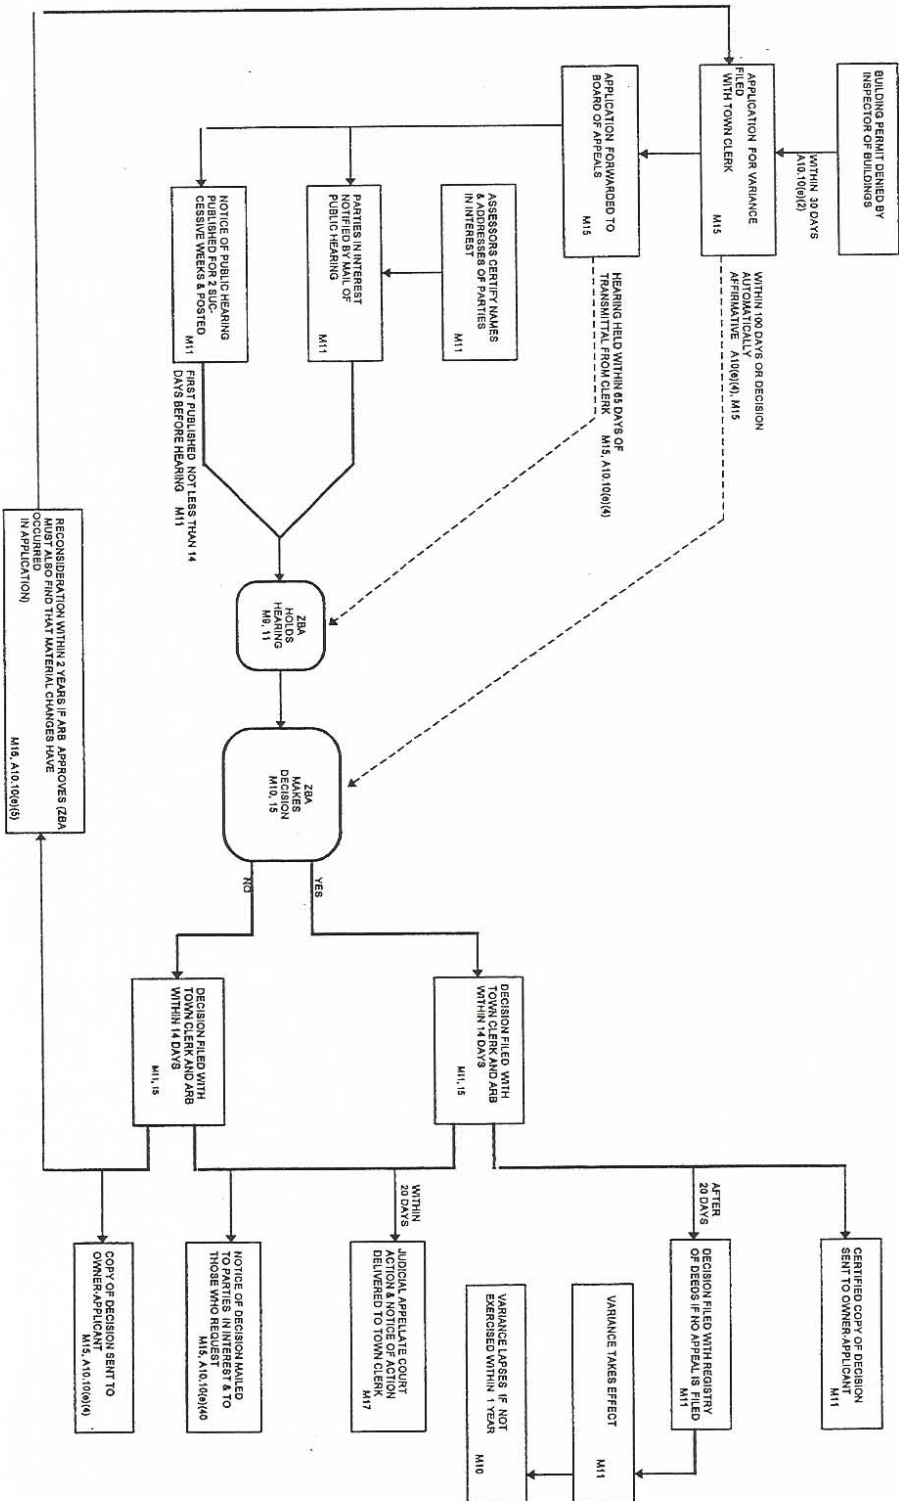 BUILDING PERMIT DENIED BY
INSPECTOR OF BUILDINGS
WITHIN 30 DAYS
A10.10(e)(2)
APPLICATION FOR VARIANCE
FILED
WITH TOWN CLERK
M15
WITHIN 100 DAYS OR DECISION
AUTOMATICALLY
AFFIRMATIVE A10(e)(4), M15
APPLICATION FORWARDED TO
BOARD OF APPEALS
M15
HEARING HELD WITHIN 65 DAYS OF
TRANSMITTAL FROM CLERK M15, A10.10(e)(4)
ASSESSORS CERTIFY NAMES
& ADDRESSES OF PARTIES
IN INTEREST
M11
PARTIES IN INTEREST
NOTIFIED BY MAIL OF
PUBLIC HEARING
M11
NOTICE OF PUBLIC HEARING
PUBLISHED FOR 2 SUC-
CESSIVE WEEKS & POSTED
M11
FIRST PUBLISHED NOT LESS THAN 14
DAYS BEFORE HEARING M11
ZBA
HOLDS
HEARING
M9, 11
ZBA
MAKES
DECISION
M10, 15
YES
NO
DECISION FILED WITH
TOWN CLERK AND ARB
WITHIN 14 DAYS
M11, 15
DECISION FILED WITH
TOWN CLERK AND ARB
WITHIN 14 DAYS
M11, 15
CERTIFIED COPY OF DECISION
SENT TO OWNER-APPLICANT
M11
AFTER
20 DAYS
DECISION FILED WITH REGISTRY
OF DEEDS IF NO APPEAL IS FILED
M11
VARIANCE TAKES EFFECT
M11
VARIANCE LAPSES IF NOT
EXERCISED WITHIN 1 YEAR
M10
WITHIN
20 DAYS
JUDICIAL APPELLATE COURT
ACTION & NOTICE OF ACTION
DELIVERED TO TOWN CLERK
M17
NOTICE OF DECISION MAILED
TO PARTIES IN INTEREST & TO
THOSE WHO REQUEST
M15, A10.10(e)(40
COPY OF DECISION SENT TO
OWNER-APPLICANT
M15, A10.10(e)(4)
RECONSIDERATION WITHIN 2 YEARS IF ARB APPROVES (ZBA
MUST ALSO FIND THAT MATERIAL CHANGES HAVE
OCCURRED
IN APPLICATION)
M16, A10.10(e)(5)